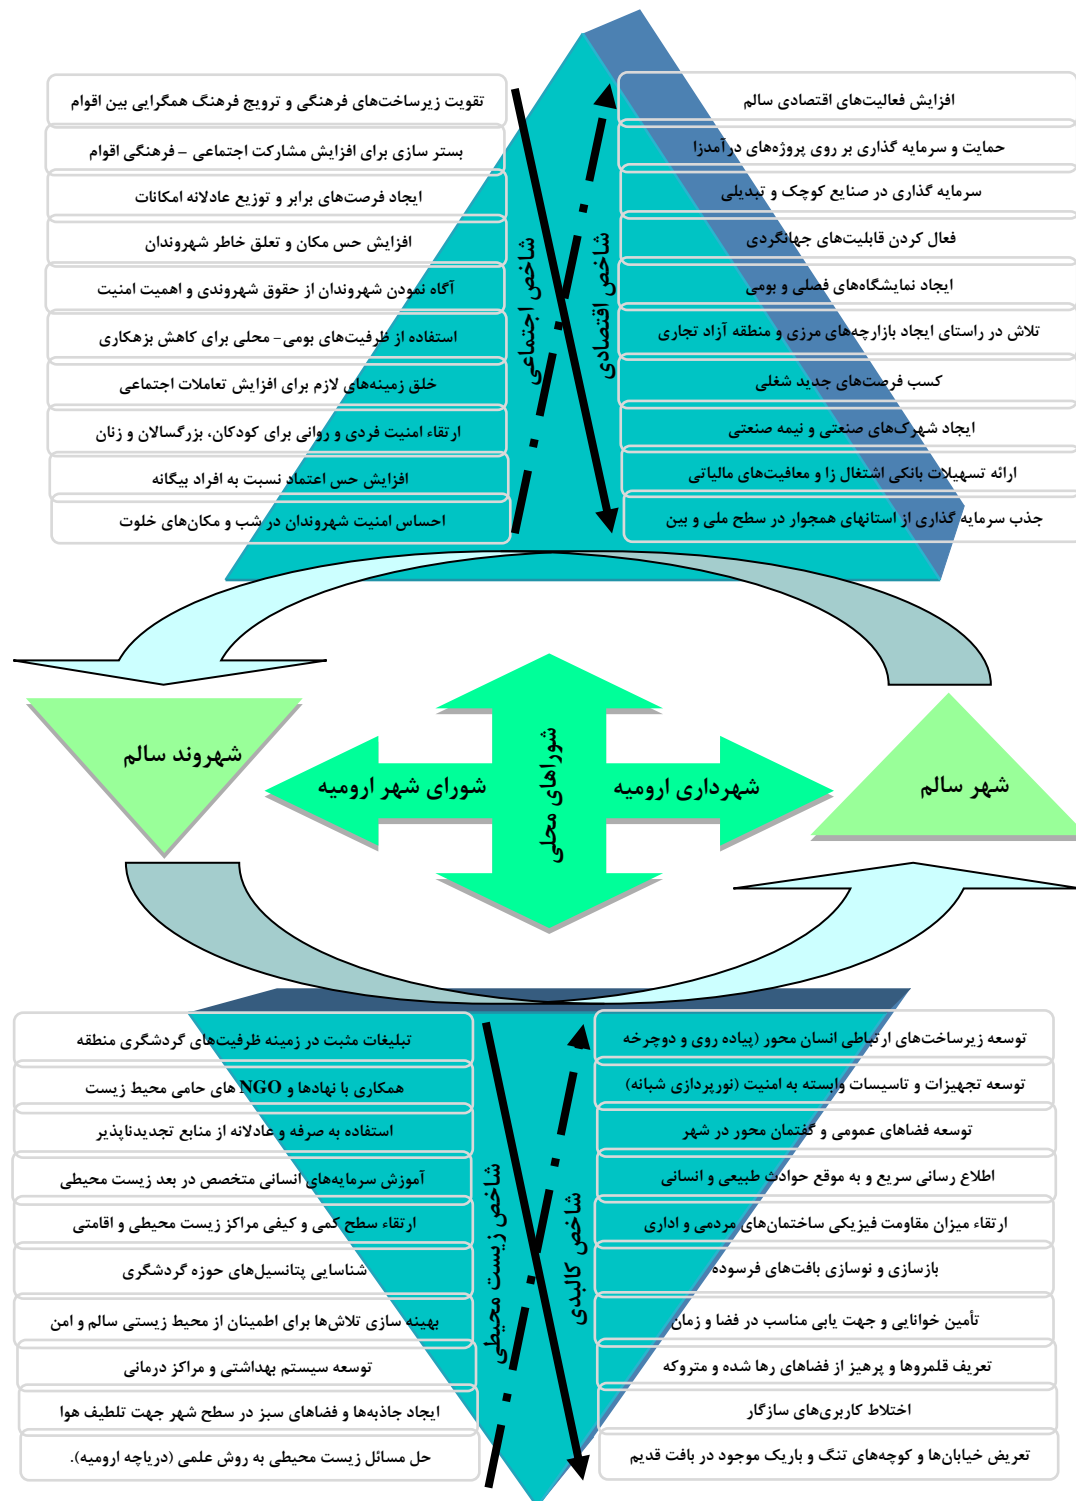 افزایش فعالیت‌های اقتصادی سالم
حمایت و سرمایه گذاری بر روی پروژه‌های درآمدزا
سرمایه گذاری در صنایع کوچک و تبدیلی
فعال کردن قابلیت‌های جهانگردی
ایجاد نمایشگاه‌های فصلی و بومی
تلاش در راستای ایجاد بازارچه‌های مرزی و منطقه آزاد تجاری
کسب فرصت‌های جدید شغلی
ایجاد شهرک‌های صنعتی و نیمه صنعتی
ارائه تسهیلات بانکی اشتغال زا و معافیت‌های مالیاتی
جذب سرمایه گذاری از استانهای همجوار در سطح ملی و بین
شاخص اقتصادی
شاخص اجتماعی
تقویت زیرساخت‌های فرهنگی و ترویج فرهنگ همگرایی بین اقوام
بستر سازی برای افزایش مشارکت اجتماعی – فرهنگی اقوام
ایجاد فرصت‌های برابر و توزیع عادلانه امکانات
افزایش حس مکان و تعلق خاطر شهروندان
آگاه نمودن شهروندان از حقوق شهروندی و اهمیت امنیت
استفاده از ظرفیت‌های بومی- محلی برای کاهش بزهکاری
خلق زمینه‌های لازم برای افزایش تعاملات اجتماعی
ارتقاء امنیت فردی و روانی برای کودکان، بزرگسالان و زنان
افزایش حس اعتماد نسبت به افراد بیگانه
احساس امنیت شهروندان در شب و مکان‌های خلوت
شهر سالم
شهرداری ارومیه
شوراهای محلی
شورای شهر ارومیه
شهروند سالم
توسعه زیرساخت‌های ارتباطی انسان محور (پیاده روی و دوچرخه
توسعه تجهیزات و تاسیسات وابسته به امنیت (نورپردازی شبانه)
توسعه فضاهای عمومی و گفتمان محور در شهر
اطلاع رسانی سریع و به موقع حوادث طبیعی و انسانی
ارتقاء میزان مقاومت فیزیکی ساختمان‌های مردمی و اداری
بازسازی و نوسازی بافت‌های فرسوده
تأمین خوانایی و جهت یابی مناسب در فضا و زمان
تعریف قلمروها و پرهیز از فضاهای رها شده و متروکه
اختلاط کاربری‌های سازگار
تعریض خیابان‌ها و کوچه‌های تنگ و باریک موجود در بافت قدیم
شاخص کالبدی
شاخص زیست محیطی
تبلیغات مثبت در زمینه ظرفیت‌های گردشگری منطقه
همکاری با نهادها و NGO های حامی محیط زیست
استفاده به صرفه و عادلانه از منابع تجدیدناپذیر
آموزش سرمایه‌های انسانی متخصص در بعد زیست محیطی
ارتقاء سطح کمی و کیفی مراکز زیست محیطی و اقامتی
شناسایی پتانسیل‌های حوزه گردشگری
بهینه سازی تلاش‌ها برای اطمینان از محیط زیستی سالم و امن
توسعه سیستم بهداشتی و مراکز درمانی
ایجاد جاذبه‌ها و فضاهای سبز در سطح شهر جهت تلطیف هوا
حل مسائل زیست محیطی به روش علمی (دریاچه ارومیه).